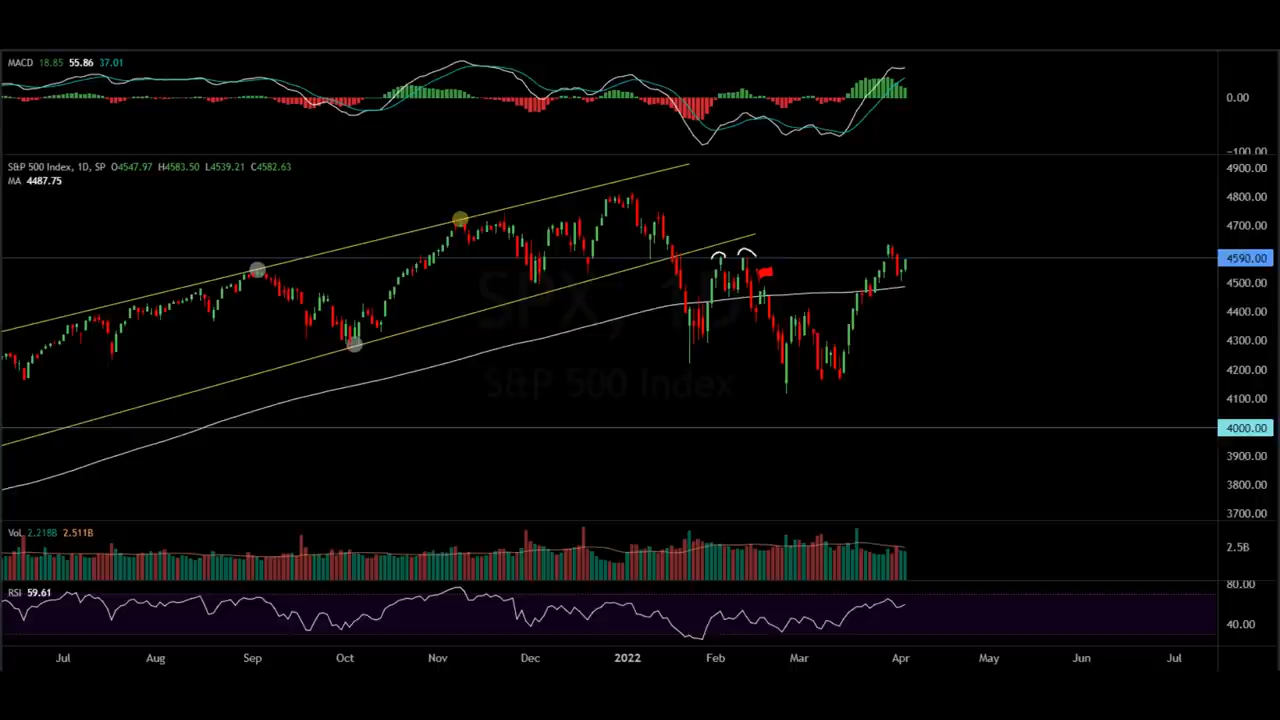 MACD 18.85 55.86 37.01
0.00
-100.00
S&P 500 Index, 1D, SP O4547.97 H4583.50 L4539.21 C4582.63
MA 4487.75
4900.00
4800.00
4700.00
4590.00
4500.00
4400.00
4300.00
4200.00
4100.00
4000.00
3900.00
3800.00
3700.00
SPX, 1D
S&P 500 Index
Vol 2.218B 2.511B
2.5B
RSI 59.61
80.00
40.00
Jul Aug Sep Oct Nov Dec 2022 Feb Mar Apr May Jun Jul